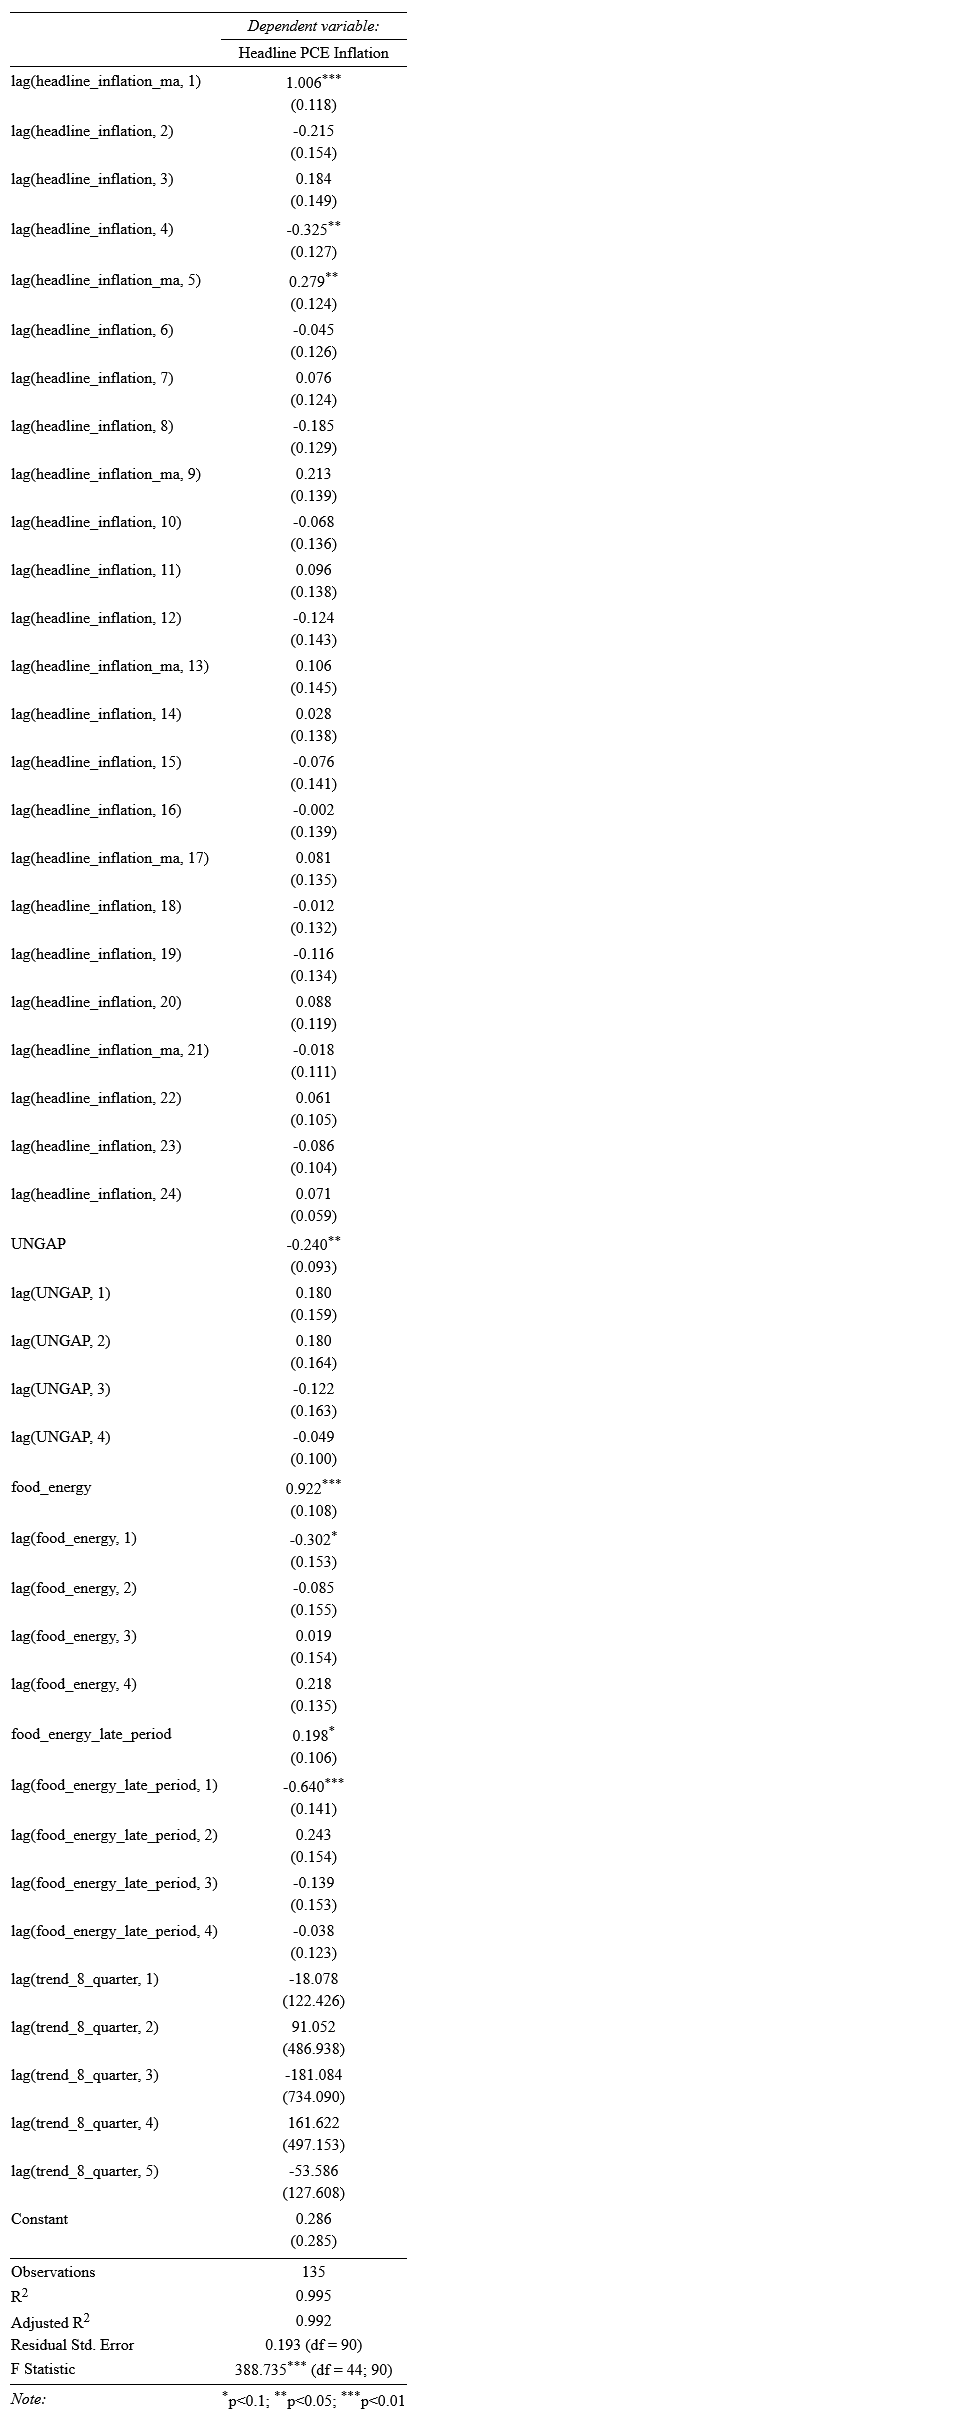 Dependent variable:
Headline PCE Inflation
lag(headline_inflation_ma, 1) 1.006***
(0.118)
lag(headline_inflation, 2) -0.215
(0.154)
lag(headline_inflation, 3) 0.184
(0.149)
lag(headline_inflation, 4) -0.325**
(0.127)
lag(headline_inflation_ma, 5) 0.279**
(0.124)
lag(headline_inflation, 6) -0.045
(0.126)
lag(headline_inflation, 7) 0.076
(0.124)
lag(headline_inflation, 8) -0.185
(0.129)
lag(headline_inflation_ma, 9) 0.213
(0.139)
lag(headline_inflation, 10) -0.068
(0.136)
lag(headline_inflation, 11) 0.096
(0.138)
lag(headline_inflation, 12) -0.124
(0.143)
lag(headline_inflation_ma, 13) 0.106
(0.145)
lag(headline_inflation, 14) 0.028
(0.138)
lag(headline_inflation, 15) -0.076
(0.141)
lag(headline_inflation, 16) -0.002
(0.139)
lag(headline_inflation_ma, 17) 0.081
(0.135)
lag(headline_inflation, 18) -0.012
(0.132)
lag(headline_inflation, 19) -0.116
(0.134)
lag(headline_inflation, 20) 0.088
(0.119)
lag(headline_inflation_ma, 21) -0.018
(0.111)
lag(headline_inflation, 22) 0.061
(0.105)
lag(headline_inflation, 23) -0.086
(0.104)
lag(headline_inflation, 24) 0.071
(0.059)
UNGAP -0.240**
(0.093)
lag(UNGAP, 1) 0.180
(0.159)
lag(UNGAP, 2) 0.180
(0.164)
lag(UNGAP, 3) -0.122
(0.163)
lag(UNGAP, 4) -0.049
(0.100)
food_energy 0.922***
(0.108)
lag(food_energy, 1) -0.302*
(0.153)
lag(food_energy, 2) -0.085
(0.155)
lag(food_energy, 3) 0.019
(0.154)
lag(food_energy, 4) 0.218
(0.135)
food_energy_late_period 0.198*
(0.106)
lag(food_energy_late_period, 1) -0.640***
(0.141)
lag(food_energy_late_period, 2) 0.243
(0.154)
lag(food_energy_late_period, 3) -0.139
(0.153)
lag(food_energy_late_period, 4) -0.038
(0.123)
lag(trend_8_quarter, 1) -18.078
(122.426)
lag(trend_8_quarter, 2) 91.052
(486.938)
lag(trend_8_quarter, 3) -181.084
(734.090)
lag(trend_8_quarter, 4) 161.622
(497.153)
lag(trend_8_quarter, 5) -53.586
(127.608)
Constant 0.286
(0.285)
Observations 135
R2 0.995
Adjusted R2 0.992
Residual Std. Error 0.193 (df = 90)
F Statistic 388.735*** (df = 44; 90)
Note: *p<0.1; **p<0.05; ***p<0.01